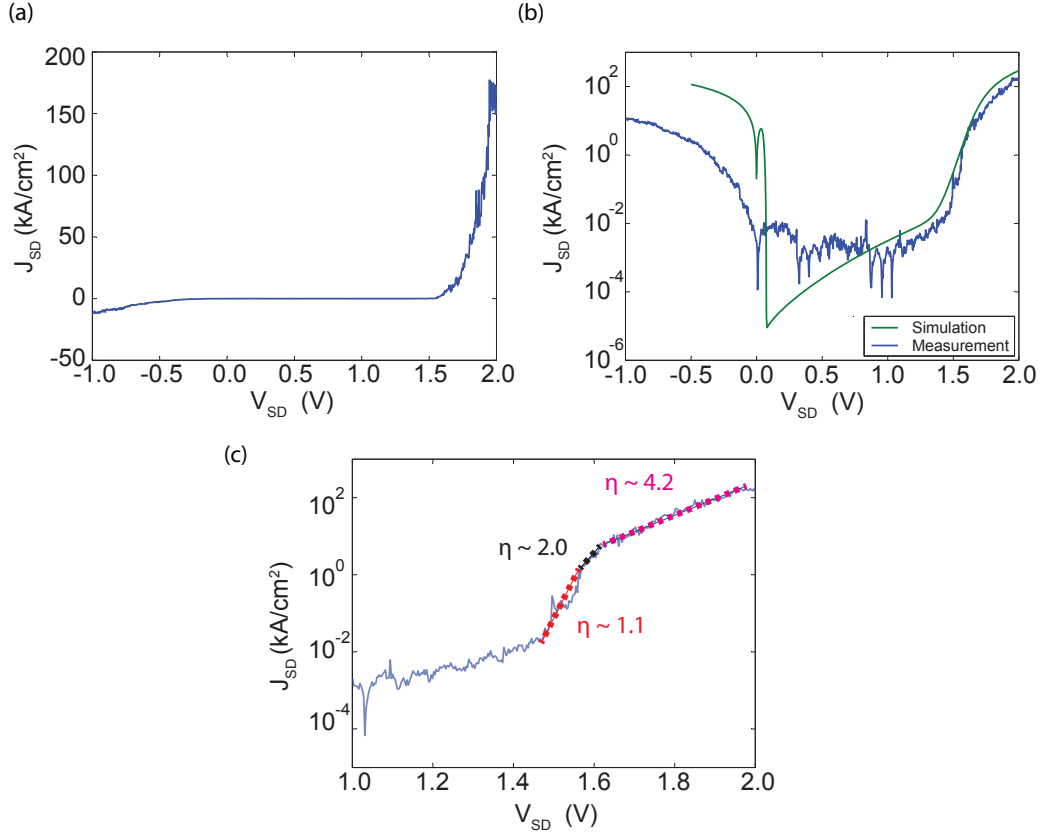 (a)
200
150
100
50
0
-50
J_SD (kA/cm²)
-1.0 -0.5 0.0 0.5 1.0 1.5 2.0
V_SD (V)
(b)
10²
10⁰
10⁻²
10⁻⁴
10⁻⁶
J_SD (kA/cm²)
Simulation
Measurement
-1.0 -0.5 0.0 0.5 1.0 1.5 2.0
V_SD (V)
(c)
10²
10⁰
10⁻²
10⁻⁴
J_SD (kA/cm²)
η ~ 4.2
η ~ 2.0
η ~ 1.1
1.0 1.2 1.4 1.6 1.8 2.0
V_SD (V)